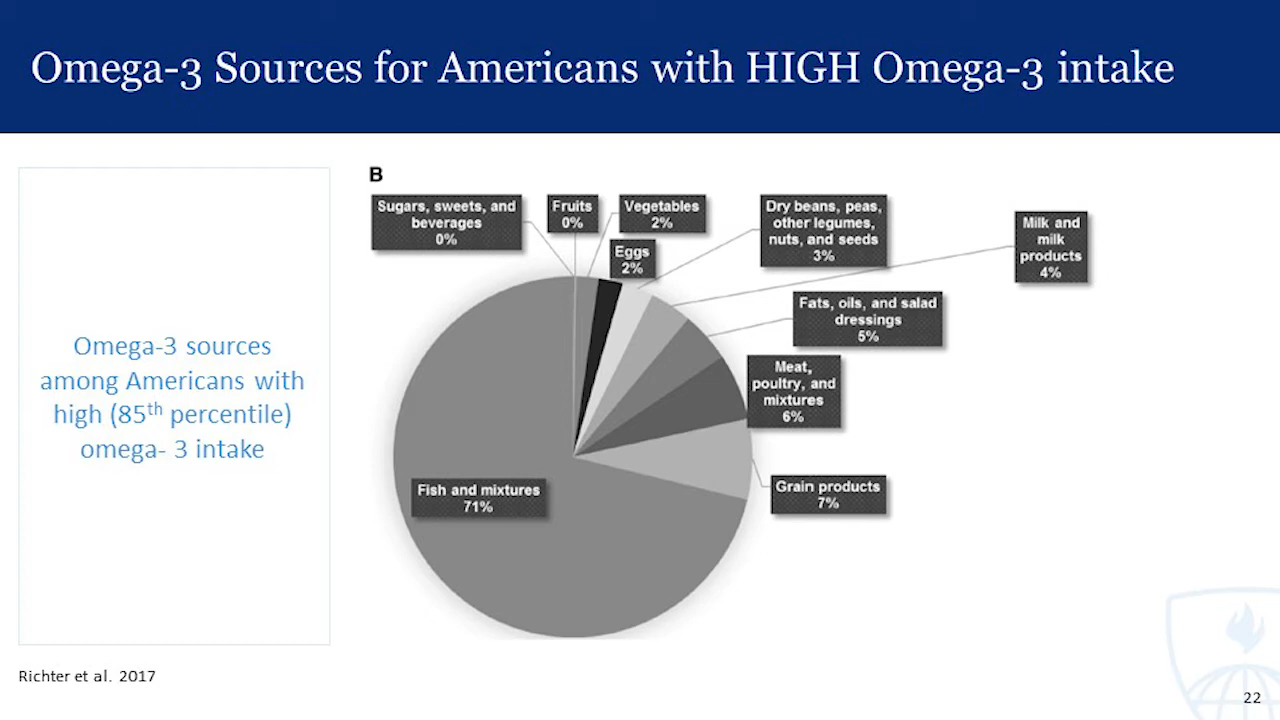 Omega-3 Sources for Americans with HIGH Omega-3 intake
Omega-3 sources
among Americans with
high (85th percentile)
omega- 3 intake
B
Sugars, sweets, and
beverages
0%
Fruits
0%
Vegetables
2%
Eggs
2%
Dry beans, peas,
other legumes,
nuts, and seeds
3%
Milk and
milk
products
4%
Fats, oils, and salad
dressings
5%
Meat,
poultry, and
mixtures
6%
Grain products
7%
Fish and mixtures
71%
Richter et al. 2017
22